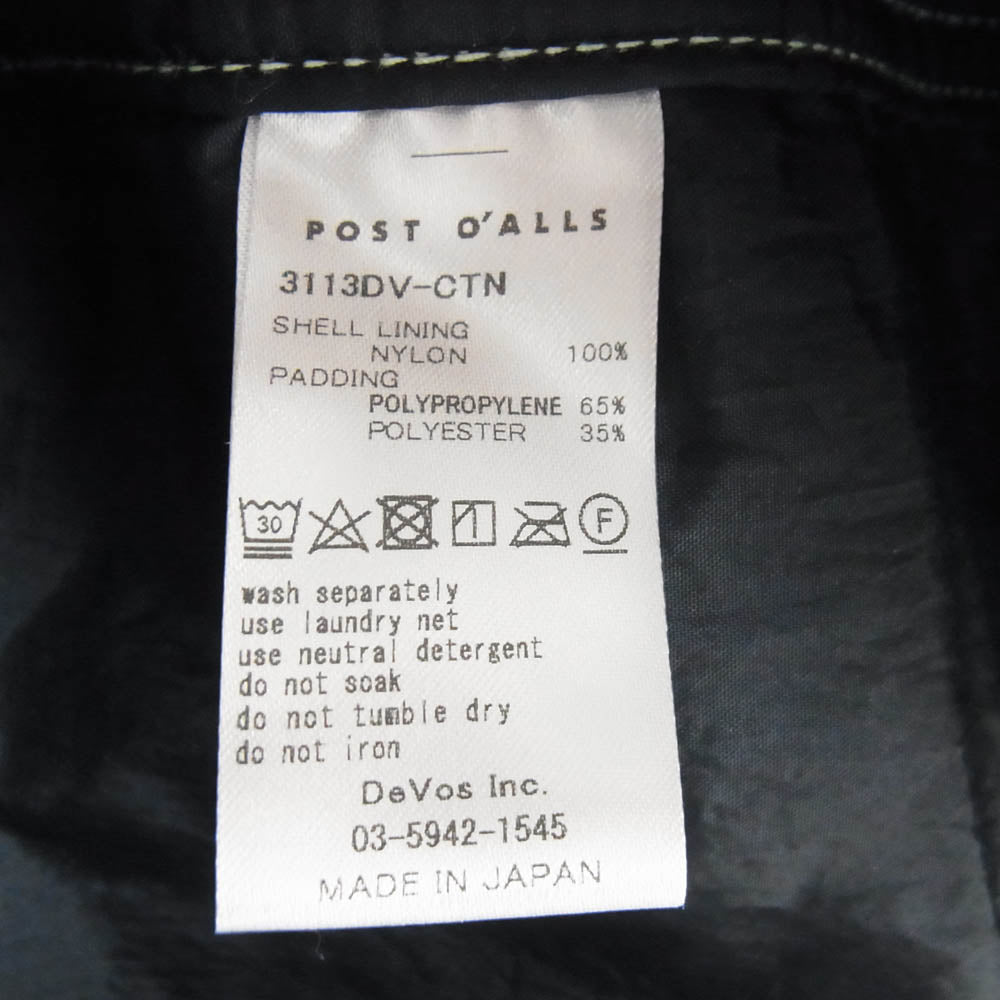 POST O'ALLS
3113DV-CTN
SHELL LINING
NYLON 100%
PADDING
POLYPROPYLENE 65%
POLYESTER 35%
30 F
wash separately
use laundry net
use neutral detergent
do not soak
do not tumble dry
do not iron
DeVos Inc.
03-5942-1545
MADE IN JAPAN